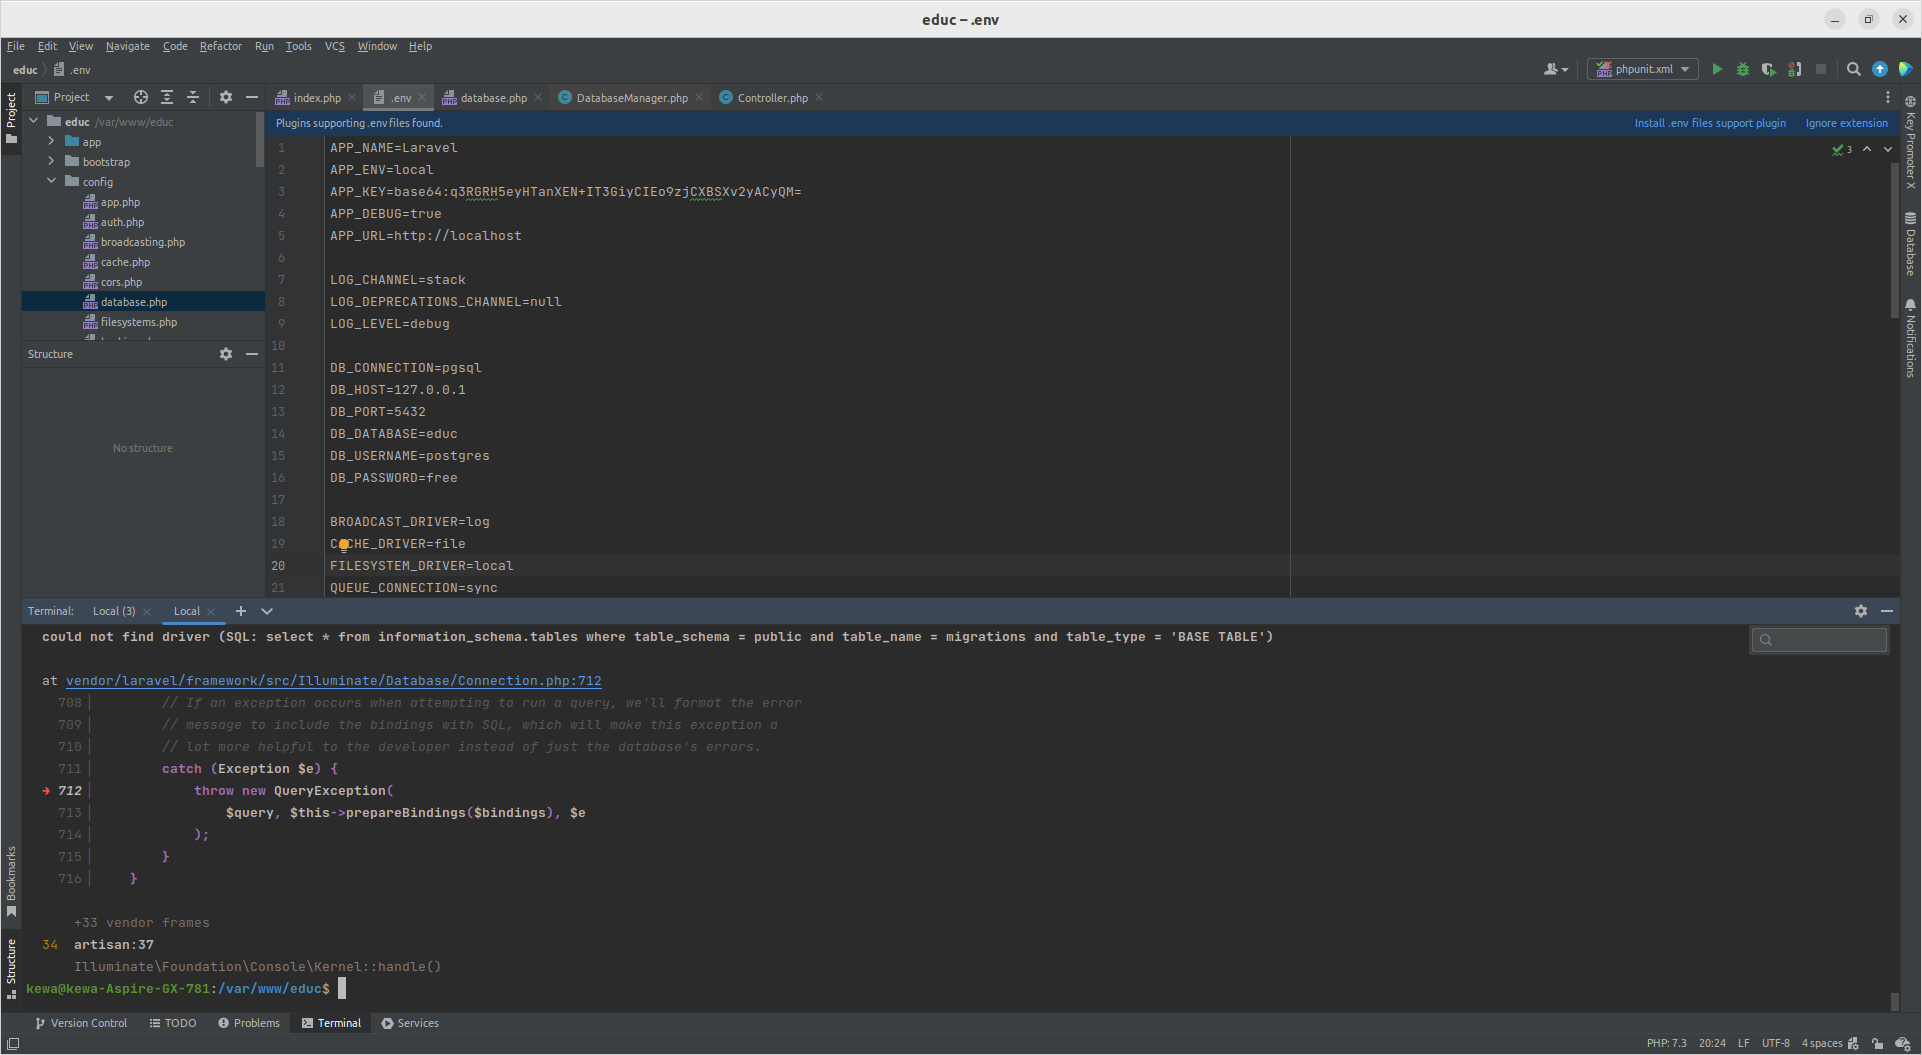 educ – .env
File Edit View Navigate Code Refactor Run Tools VCS Window Help
educ .env
phpunit.xml
Project
index.php .env database.php DatabaseManager.php Controller.php
Plugins supporting .env files found. Install .env files support plugin Ignore extension
Project
educ /var/www/educ
app
bootstrap
config
app.php
auth.php
broadcasting.php
cache.php
cors.php
database.php
filesystems.php
Structure
No structure
1 APP_NAME=Laravel
2 APP_ENV=local
3 APP_KEY=base64:q3RGRH5eyHTanXEN+IT3GiyCIEo9zjCXBSXv2yACyQM=
4 APP_DEBUG=true
5 APP_URL=http://localhost
6
7 LOG_CHANNEL=stack
8 LOG_DEPRECATIONS_CHANNEL=null
9 LOG_LEVEL=debug
10
11 DB_CONNECTION=pgsql
12 DB_HOST=127.0.0.1
13 DB_PORT=5432
14 DB_DATABASE=educ
15 DB_USERNAME=postgres
16 DB_PASSWORD=free
17
18 BROADCAST_DRIVER=log
19 CACHE_DRIVER=file
20 FILESYSTEM_DRIVER=local
21 QUEUE_CONNECTION=sync
3
Key Promoter X
Database
Notifications
Terminal: Local (3) Local
could not find driver (SQL: select * from information_schema.tables where table_schema = public and table_name = migrations and table_type = 'BASE TABLE')
at vendor/laravel/framework/src/Illuminate/Database/Connection.php:712
708 // If an exception occurs when attempting to run a query, we'll format the error
709 // message to include the bindings with SQL, which will make this exception a
710 // lot more helpful to the developer instead of just the database's errors.
711 catch (Exception $e) {
➜ 712 throw new QueryException(
713 $query, $this->prepareBindings($bindings), $e
714 );
715 }
716 }
+33 vendor frames
34 artisan:37
Illuminate\Foundation\Console\Kernel::handle()
kewa@kewa-Aspire-GX-781:/var/www/educ$
Bookmarks
Structure
Version Control TODO Problems Terminal Services
PHP: 7.3 20:24 LF UTF-8 4 spaces